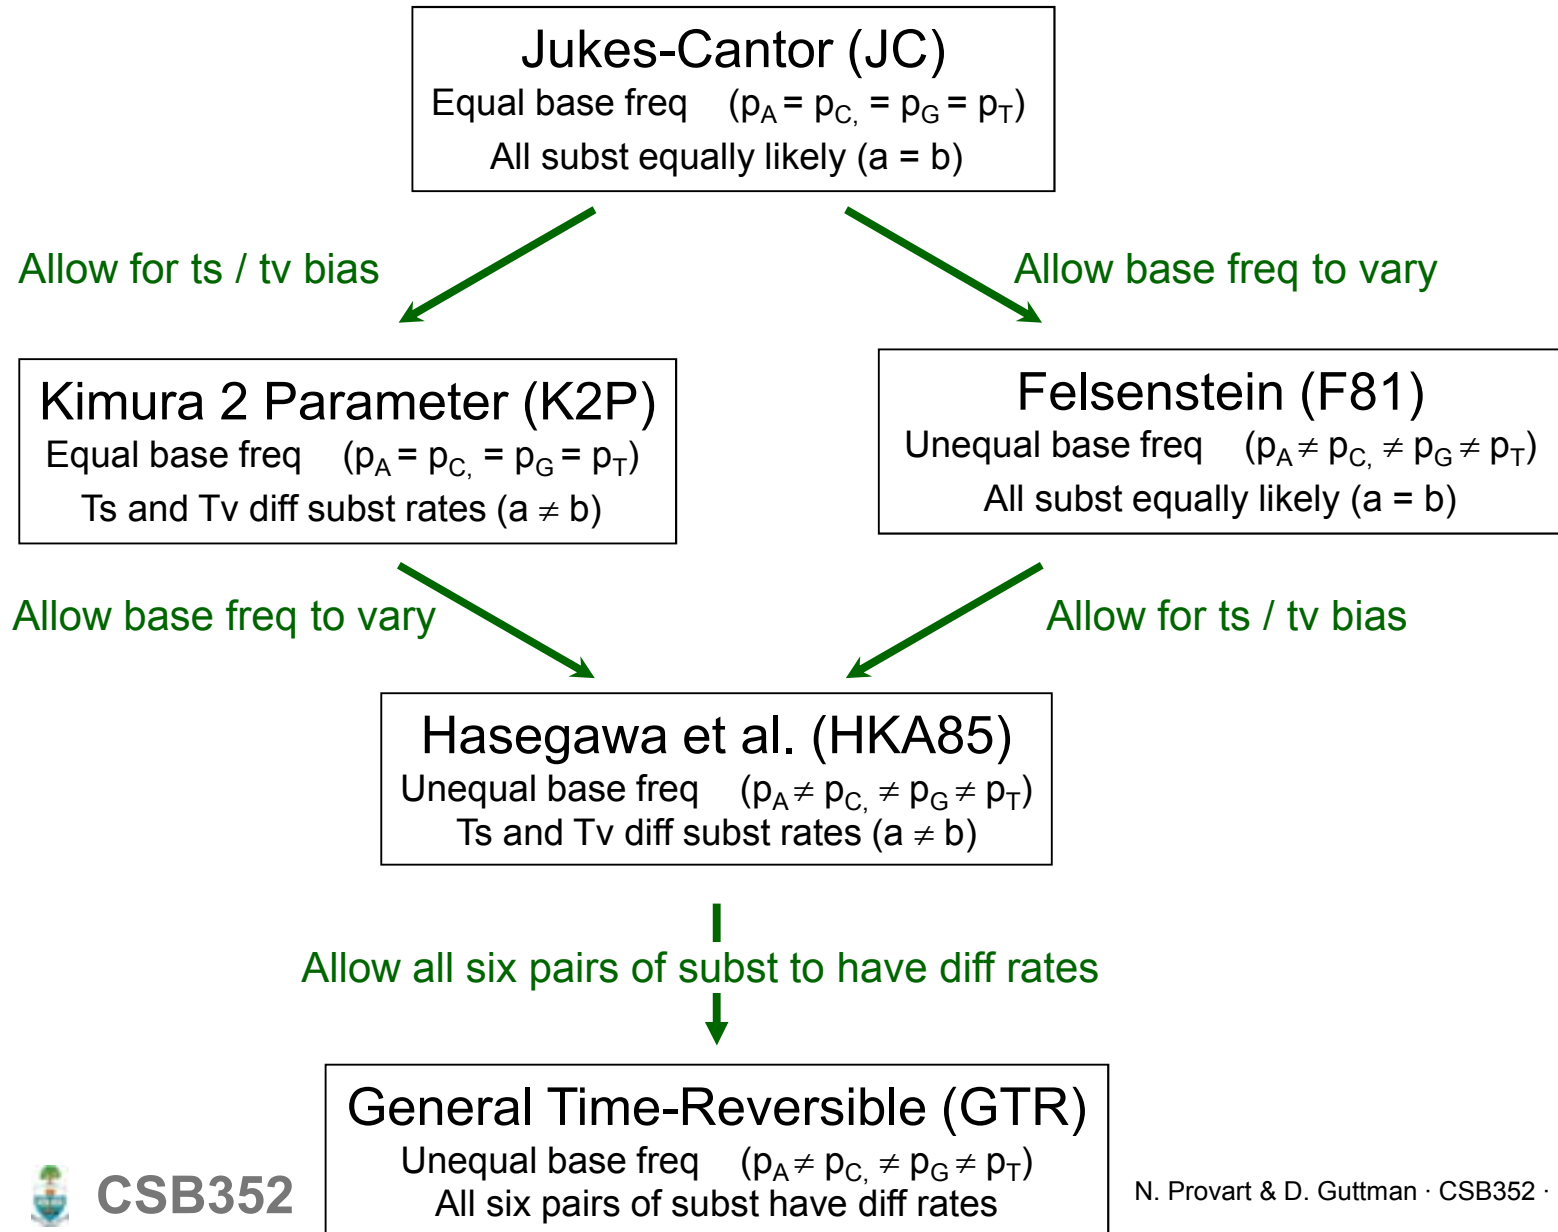 Jukes-Cantor (JC)
Equal base freq (pA = pC, = pG = pT)
All subst equally likely (a = b)
Allow for ts / tv bias
Allow base freq to vary
Kimura 2 Parameter (K2P)
Equal base freq (pA = pC, = pG = pT)
Ts and Tv diff subst rates (a ≠ b)
Felsenstein (F81)
Unequal base freq (pA ≠ pC, ≠ pG ≠ pT)
All subst equally likely (a = b)
Allow base freq to vary
Allow for ts / tv bias
Hasegawa et al. (HKA85)
Unequal base freq (pA ≠ pC, ≠ pG ≠ pT)
Ts and Tv diff subst rates (a ≠ b)
Allow all six pairs of subst to have diff rates
General Time-Reversible (GTR)
Unequal base freq (pA ≠ pC, ≠ pG ≠ pT)
All six pairs of subst have diff rates
CSB352
N. Provart & D. Guttman · CSB352 ·